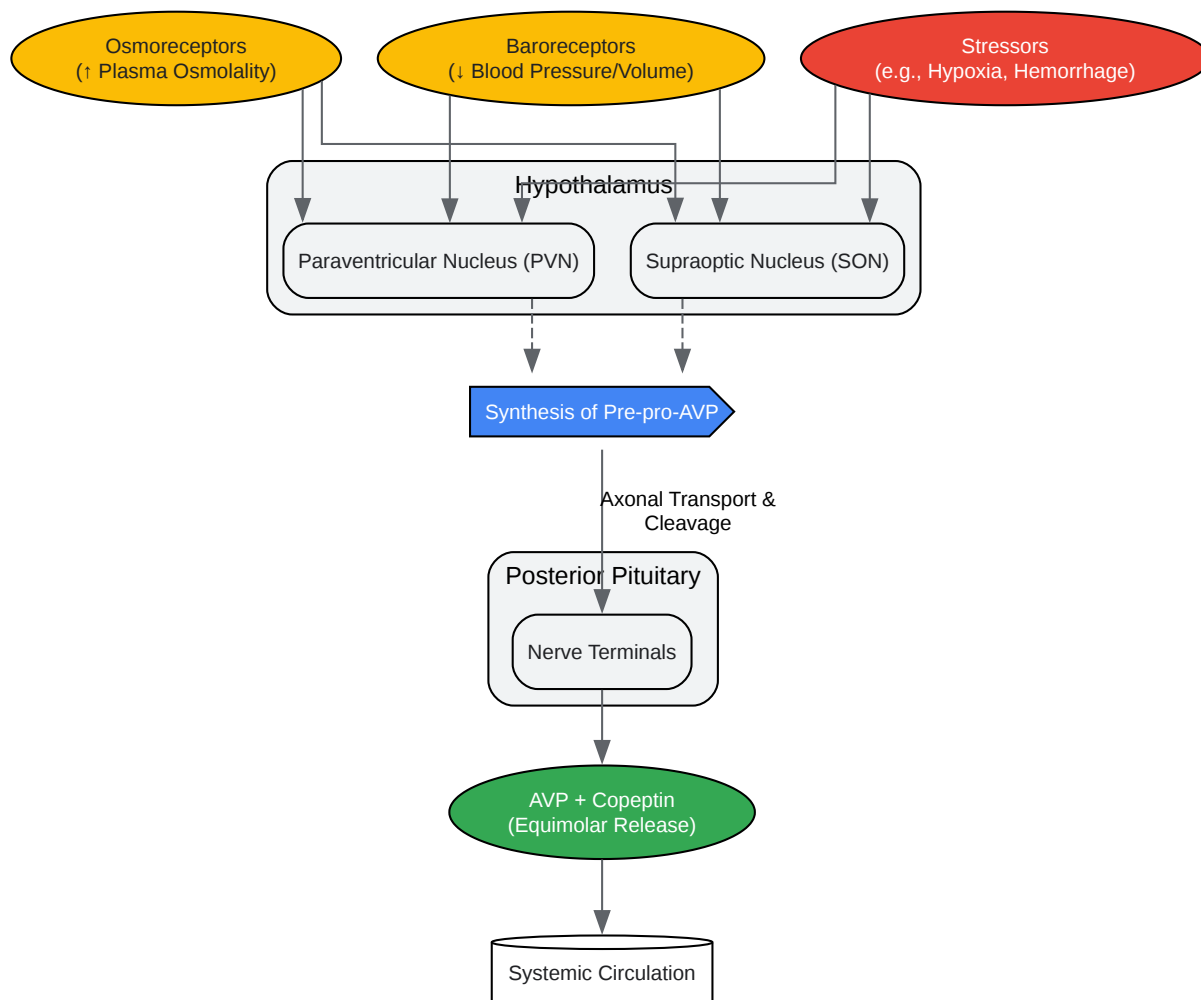 Osmoreceptors
(↑ Plasma Osmolality)
Baroreceptors
(↓ Blood Pressure/Volume)
Stressors
(e.g., Hypoxia, Hemorrhage)
Hypothalamus
Paraventricular Nucleus (PVN)
Supraoptic Nucleus (SON)
Synthesis of Pre-pro-AVP
Axonal Transport &
Cleavage
Posterior Pituitary
Nerve Terminals
AVP + Copeptin
(Equimolar Release)
Systemic Circulation